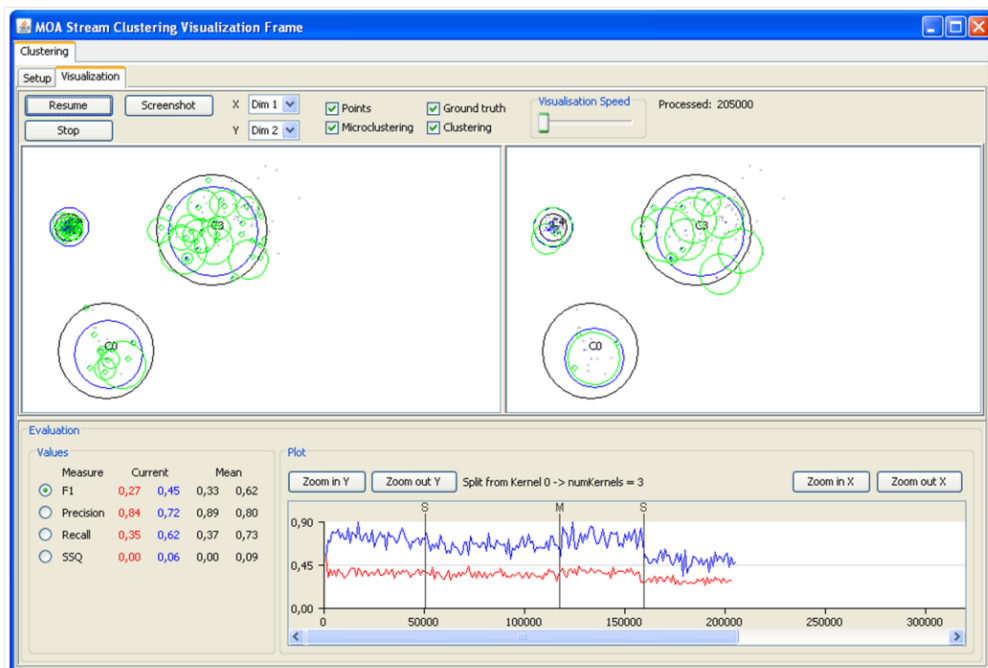 MOA Stream Clustering Visualization Frame
Clustering
Setup Visualization
Resume Screenshot X Dim 1 Points Ground truth Visualisation Speed Processed: 205000
Stop Y Dim 2 Microclustering Clustering
C3
C0
C4
C3
C0
Evaluation
Values
Measure Current Mean
F1 0,27 0,45 0,33 0,62
Precision 0,84 0,72 0,89 0,80
Recall 0,35 0,62 0,37 0,73
SSQ 0,00 0,06 0,00 0,09
Plot
Zoom in Y Zoom out Y Split from Kernel 0 -> numKernels = 3 Zoom in X Zoom out X
S M S
0,90
0,45
0,00
0 50000 100000 150000 200000 250000 300000